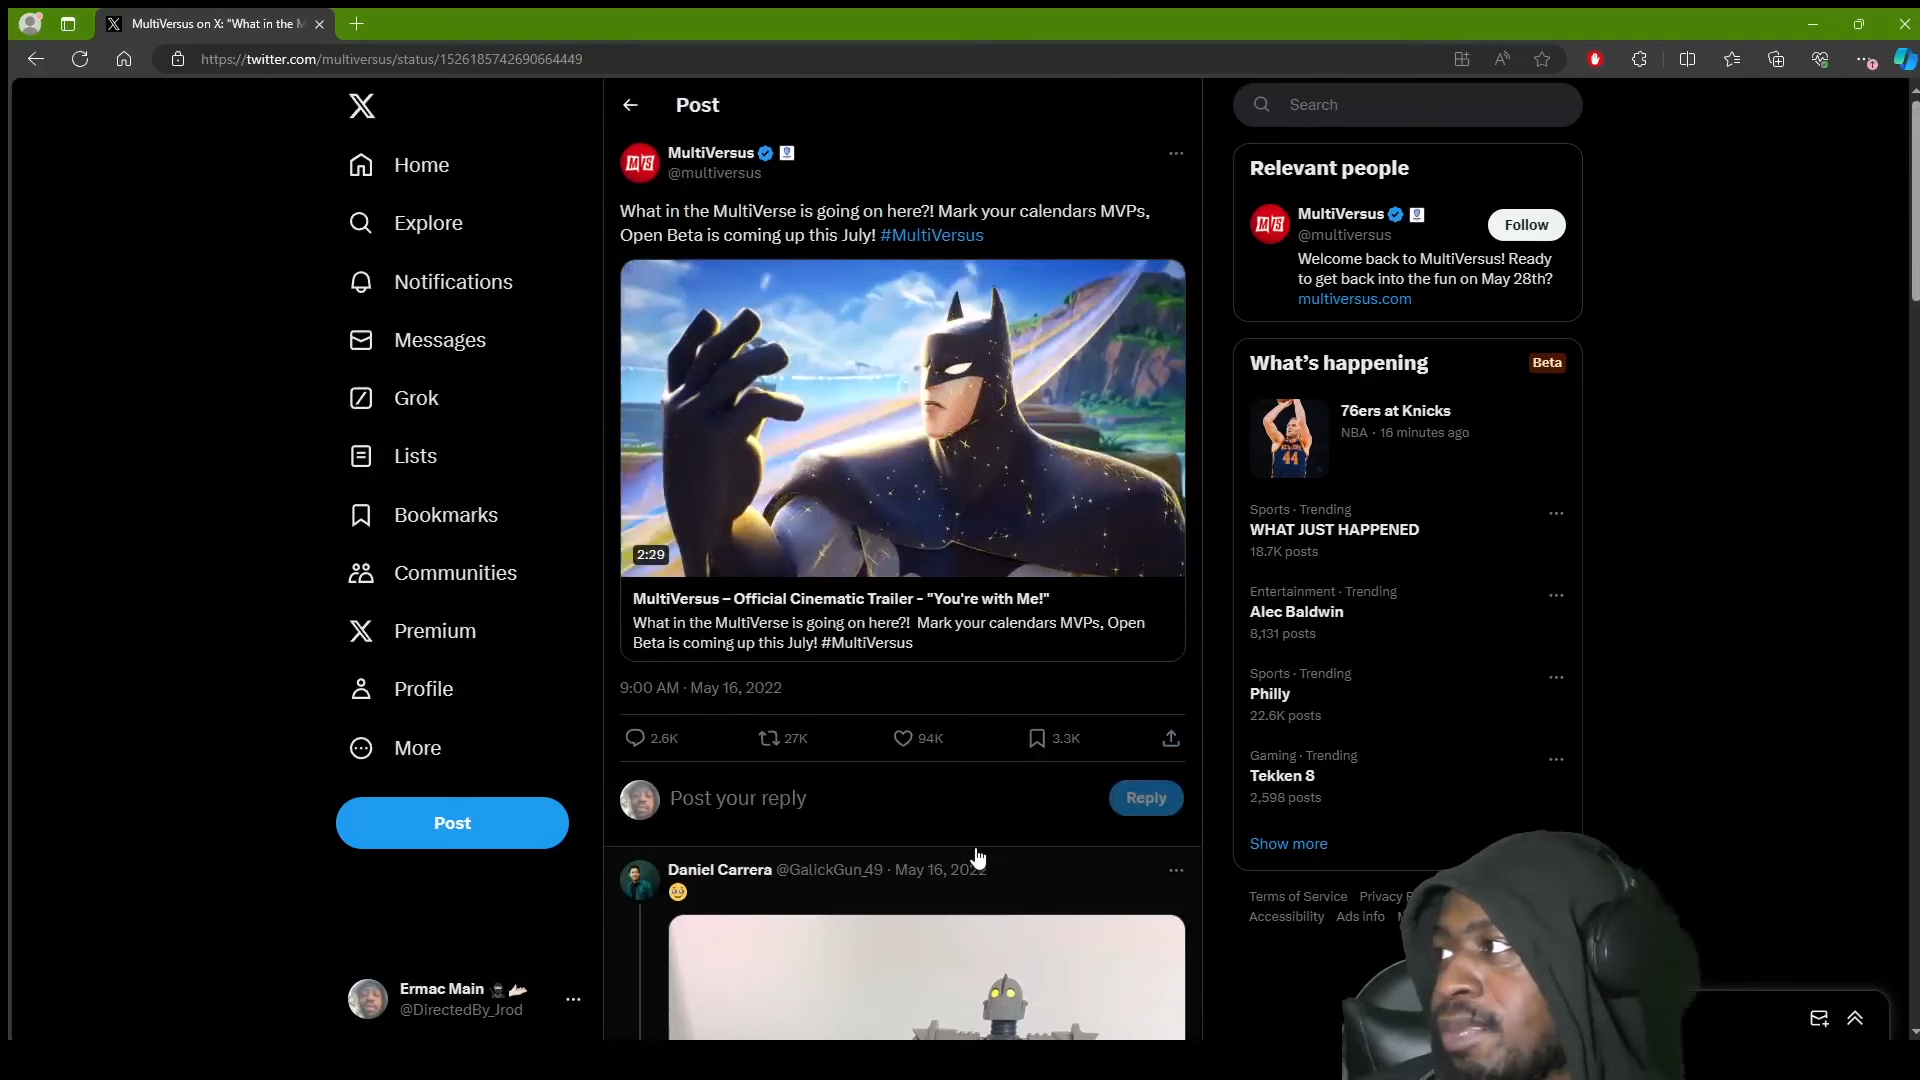 MultiVersus on X: "What in the M
https://twitter.com/multiversus/status/1526185742690664449
Home
Explore
Notifications
Messages
Grok
Lists
Bookmarks
Communities
Premium
Profile
More
Post
Ermac Main
@DirectedBy_Jrod
Post
MultiVersus
@multiversus
What in the MultiVerse is going on here?! Mark your calendars MVPs,
Open Beta is coming up this July! #MultiVersus
2:29
MultiVersus – Official Cinematic Trailer - "You're with Me!"
What in the MultiVerse is going on here?! Mark your calendars MVPs, Open
Beta is coming up this July! #MultiVersus
9:00 AM · May 16, 2022
2.6K 27K 94K 3.3K
Post your reply
Reply
Daniel Carrera @GalickGun_49 · May 16, 2022
Search
Relevant people
MultiVersus
@multiversus
Follow
Welcome back to MultiVersus! Ready
to get back into the fun on May 28th?
multiversus.com
What's happening
Beta
76ers at Knicks
NBA · 16 minutes ago
44
Sports · Trending
WHAT JUST HAPPENED
18.7K posts
Entertainment · Trending
Alec Baldwin
8,131 posts
Sports · Trending
Philly
22.6K posts
Gaming · Trending
Tekken 8
2,598 posts
Show more
Terms of Service Privacy P
Accessibility Ads info